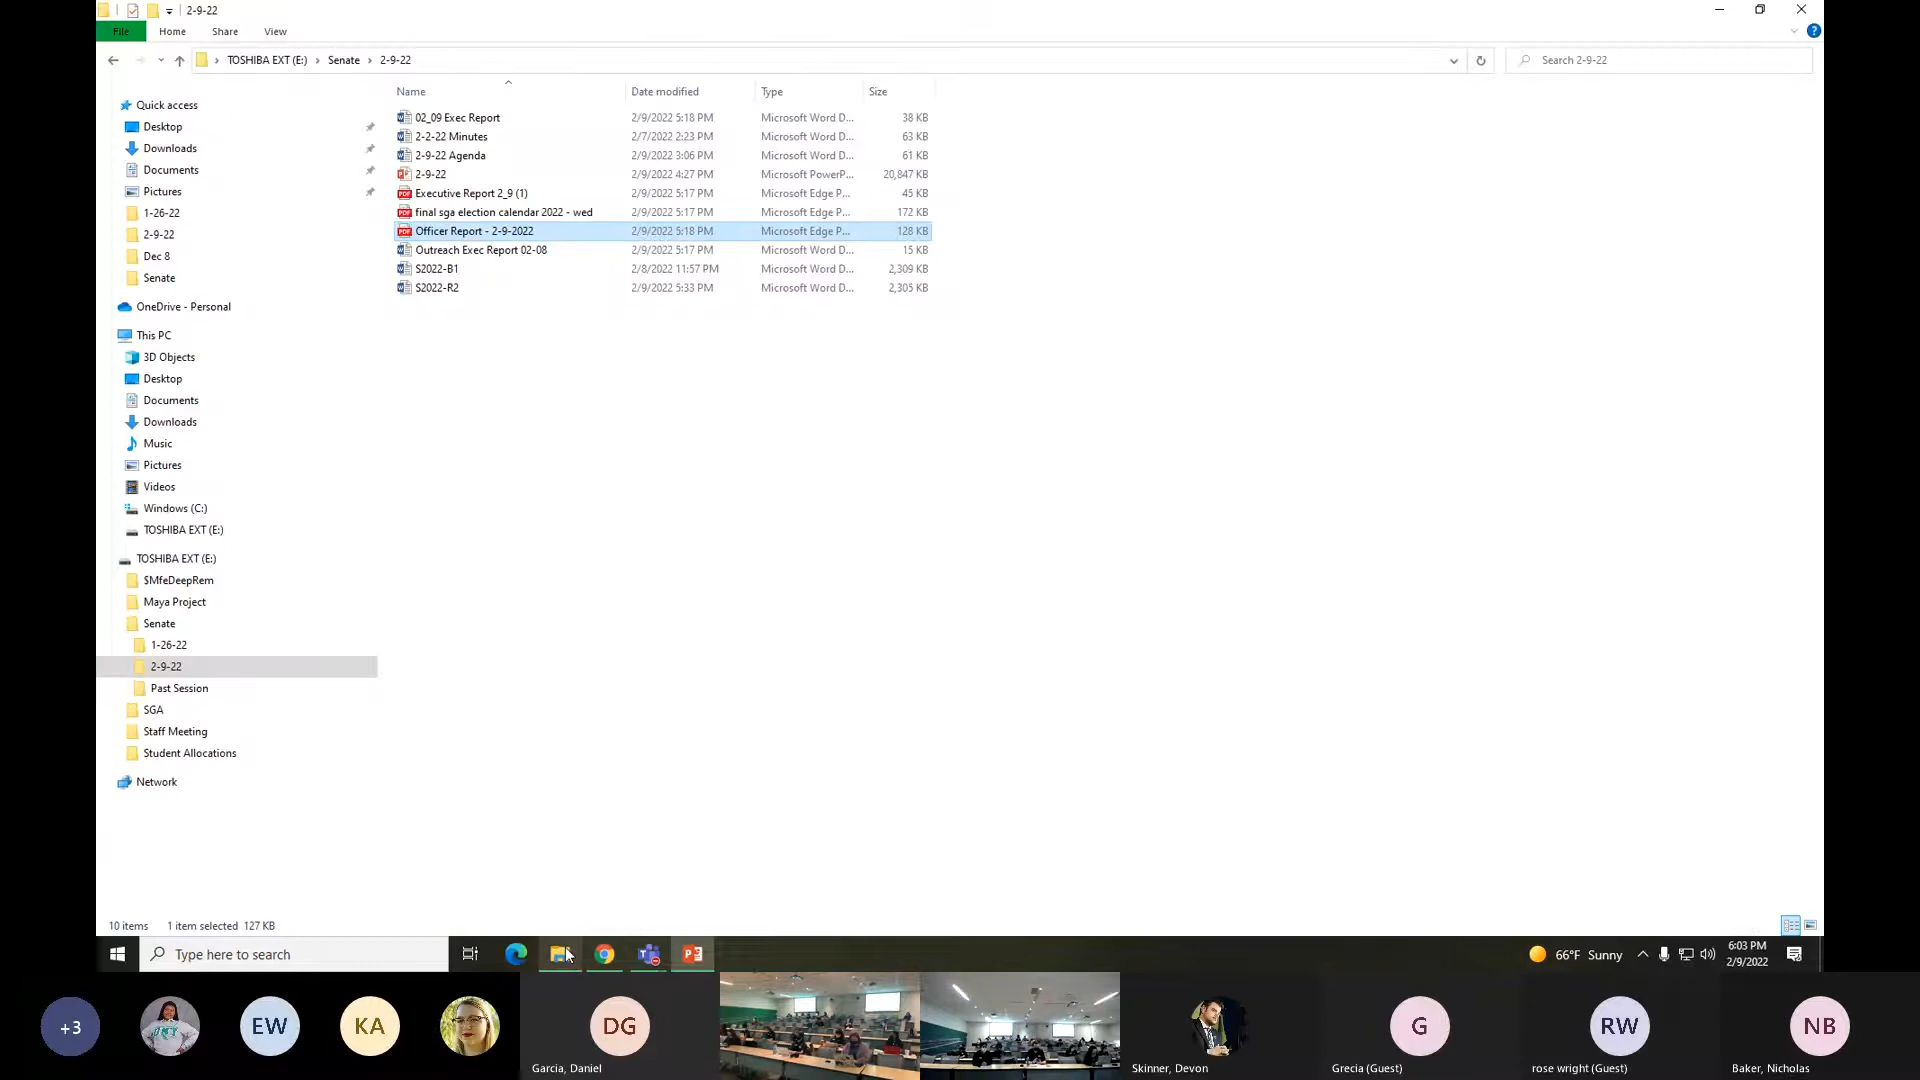 2-9-22
File Home Share View
TOSHIBA EXT (E:) Senate 2-9-22
Search 2-9-22
Name Date modified Type Size
02_09 Exec Report 2/9/2022 5:18 PM Microsoft Word D... 38 KB
2-2-22 Minutes 2/7/2022 2:23 PM Microsoft Word D... 63 KB
2-9-22 Agenda 2/9/2022 3:06 PM Microsoft Word D... 61 KB
2-9-22 2/9/2022 4:27 PM Microsoft PowerP... 20,847 KB
Executive Report 2_9 (1) 2/9/2022 5:17 PM Microsoft Edge P... 45 KB
final sga election calendar 2022 - wed 2/9/2022 5:17 PM Microsoft Edge P... 172 KB
Officer Report - 2-9-2022 2/9/2022 5:18 PM Microsoft Edge P... 128 KB
Outreach Exec Report 02-08 2/9/2022 5:17 PM Microsoft Word D... 15 KB
S2022-B1 2/8/2022 11:57 PM Microsoft Word D... 2,309 KB
S2022-R2 2/9/2022 5:33 PM Microsoft Word D... 2,305 KB
Quick access
Desktop
Downloads
Documents
Pictures
1-26-22
2-9-22
Dec 8
Senate
OneDrive - Personal
This PC
3D Objects
Desktop
Documents
Downloads
Music
Pictures
Videos
Windows (C:)
TOSHIBA EXT (E:)
TOSHIBA EXT (E:)
$MfeDeepRem
Maya Project
Senate
1-26-22
2-9-22
Past Session
SGA
Staff Meeting
Student Allocations
Network
10 items 1 item selected 127 KB
Type here to search
66°F Sunny
6:03 PM
2/9/2022
+3
EW
KA
DG
G
RW
NB
Garcia, Daniel
Skinner, Devon
Grecia (Guest)
rose wright (Guest)
Baker, Nicholas